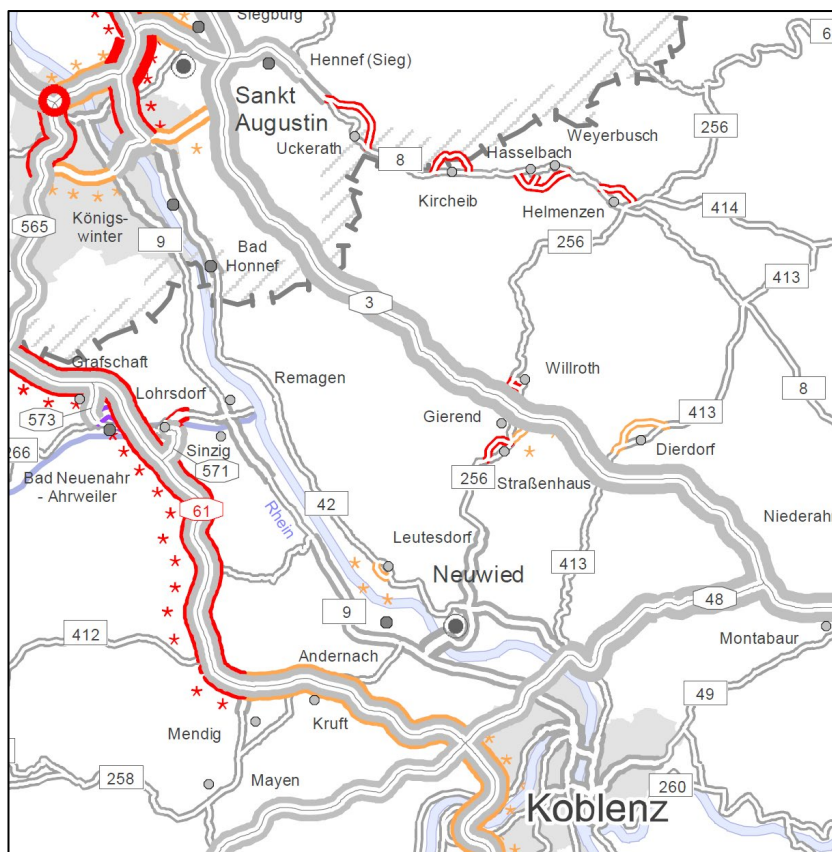 Siegburg
6
Hennef (Sieg)
Sankt
Augustin
Weyerbusch
256
Uckerath
8
Hasselbach
Kircheib
Helmenzen
414
Königs-
winter
565
9
256
Bad
Honnef
413
3
Grafschaft
Willroth
Lohrsdorf
Remagen
8
573
Gierend
413
Sinzig
266
571
Dierdorf
Bad Neuenahr
- Ahrweiler
256
Straßenhaus
61
Rhein
42
Niederah
Leutesdorf
413
Neuwied
9
48
412
Montabaur
Andernach
49
Mendig
Kruft
258
Mayen
260
Koblenz